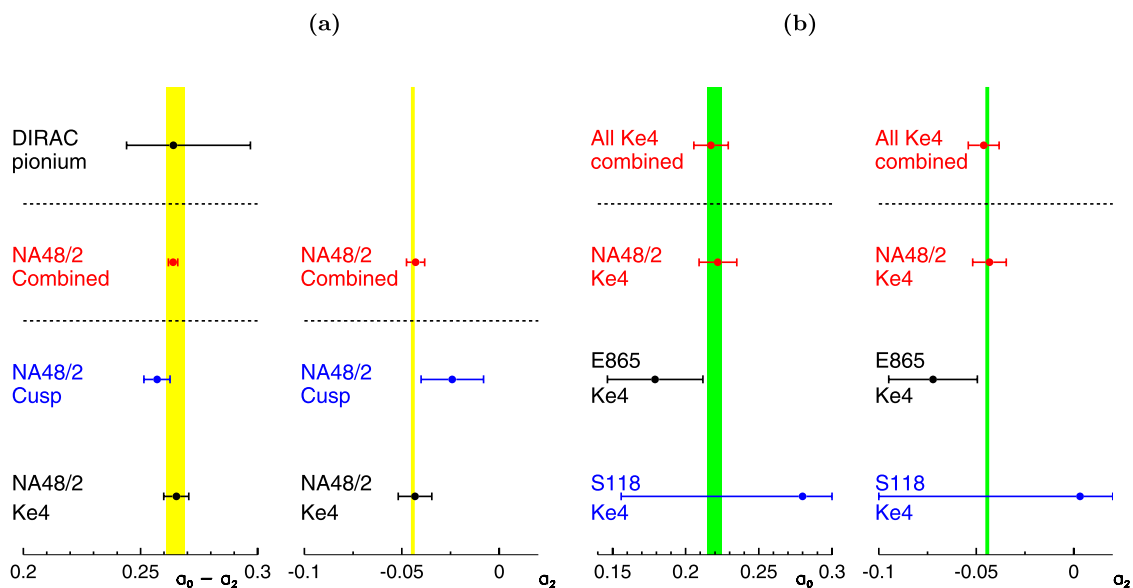 (a)
DIRAC
pionium
NA48/2
Combined
NA48/2
Cusp
NA48/2
Ke4
0.2
0.25
0.3
a₀ − a₂
NA48/2
Combined
NA48/2
Cusp
NA48/2
Ke4
-0.1
-0.05
0
a₂
(b)
All Ke4
combined
NA48/2
Ke4
E865
Ke4
S118
Ke4
0.15
0.2
0.25
0.3
a₀
All Ke4
combined
NA48/2
Ke4
E865
Ke4
S118
Ke4
-0.1
-0.05
0
a₂